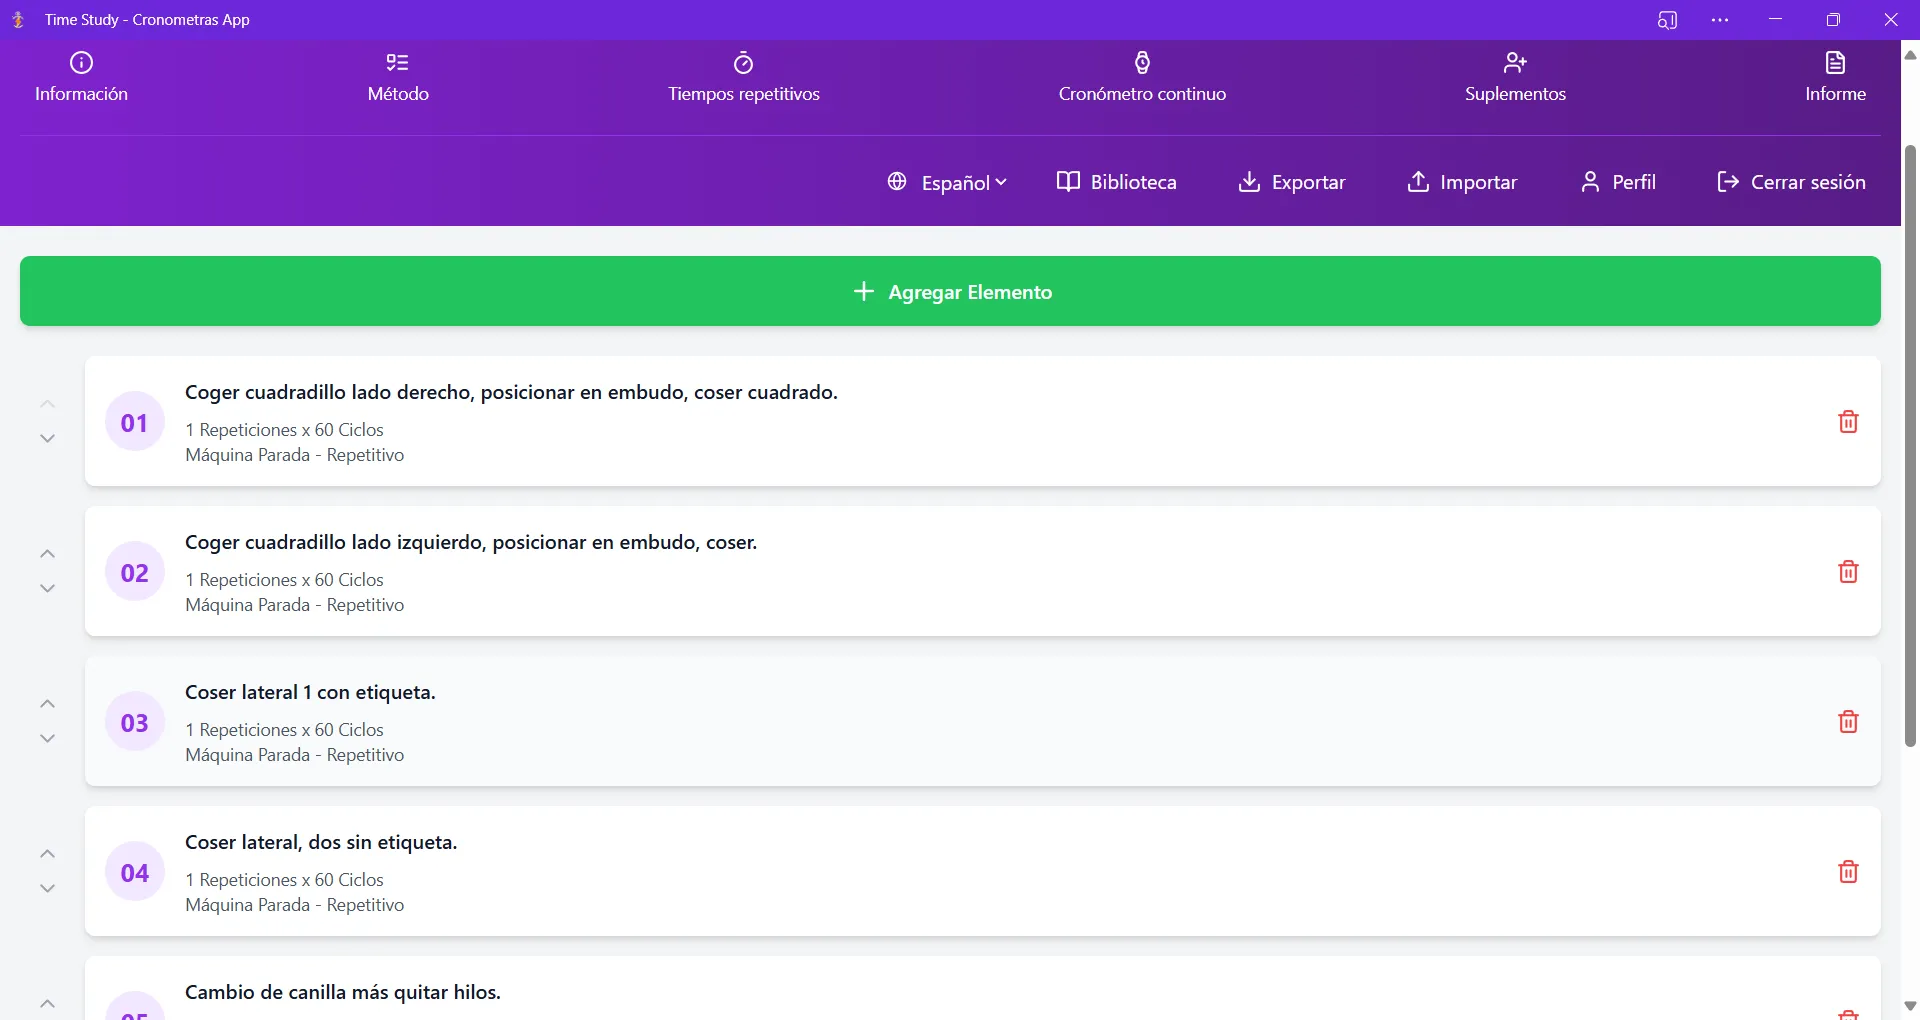 Time Study - Cronometras App
Información
Método
Tiempos repetitivos
Cronómetro continuo
Suplementos
Informe
Español
Biblioteca
Exportar
Importar
Perfil
Cerrar sesión
Agregar Elemento
01
Coger cuadradillo lado derecho, posicionar en embudo, coser cuadrado.
1 Repeticiones x 60 Ciclos
Máquina Parada - Repetitivo
02
Coger cuadradillo lado izquierdo, posicionar en embudo, coser.
1 Repeticiones x 60 Ciclos
Máquina Parada - Repetitivo
03
Coser lateral 1 con etiqueta.
1 Repeticiones x 60 Ciclos
Máquina Parada - Repetitivo
04
Coser lateral, dos sin etiqueta.
1 Repeticiones x 60 Ciclos
Máquina Parada - Repetitivo
05
Cambio de canilla más quitar hilos.